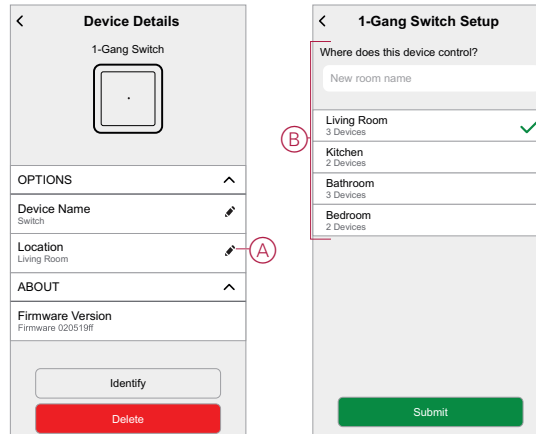 Device Details
1-Gang Switch
OPTIONS
Device Name
Switch
Location
Living Room
A
ABOUT
Firmware Version
Firmware 020519ff
Identify
Delete
1-Gang Switch Setup
Where does this device control?
New room name
B
Living Room
3 Devices
Kitchen
2 Devices
Bathroom
3 Devices
Bedroom
2 Devices
Submit